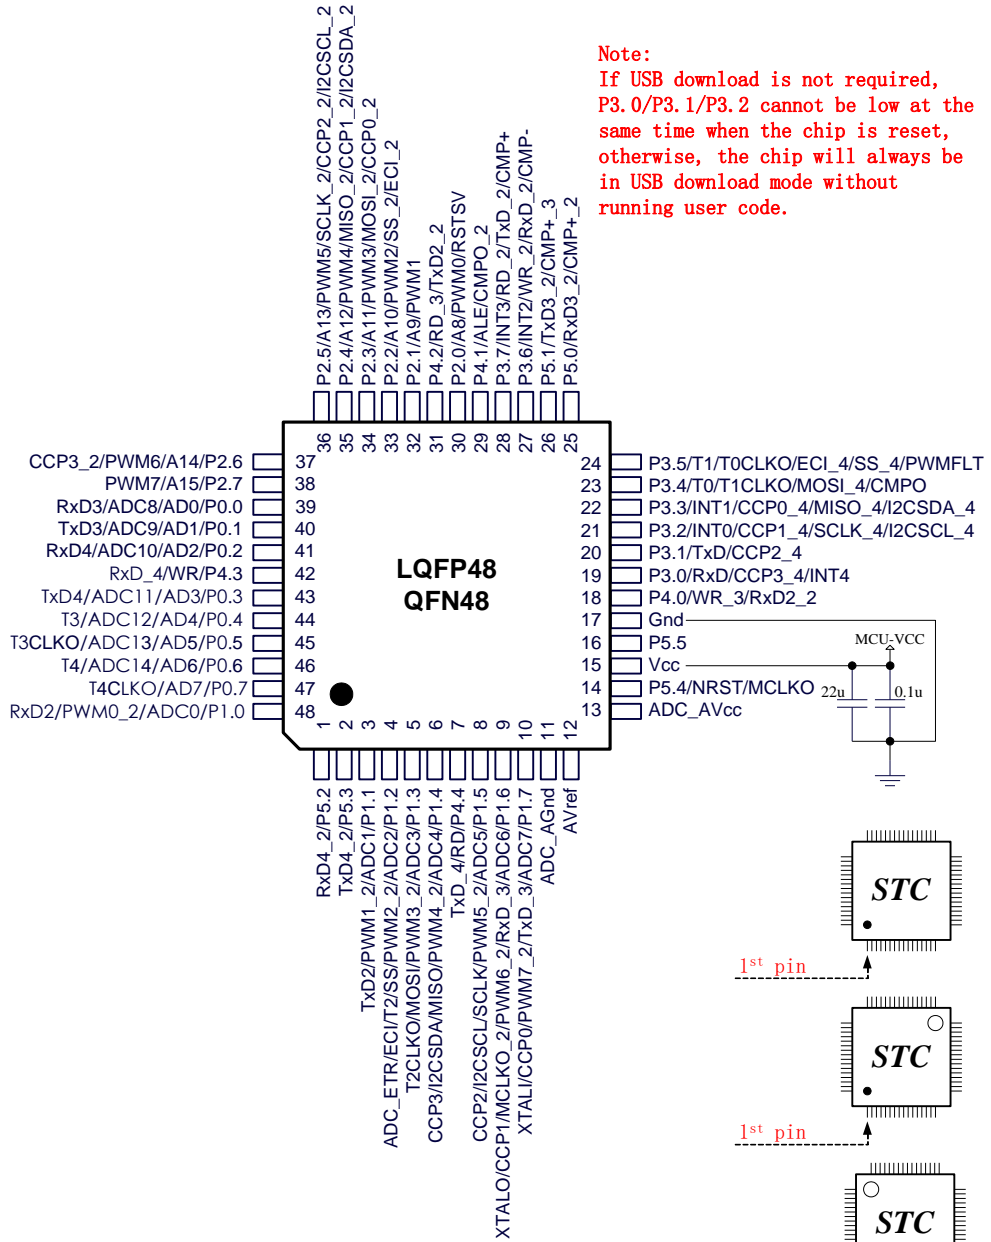 Note:
If USB download is not required,
P3.0/P3.1/P3.2 cannot be low at the
same time when the chip is reset,
otherwise, the chip will always be
in USB download mode without
running user code.
P2.5/A13/PWM5/SCLK_2/CCP2_2/I2CSCL_2
P2.4/A12/PWM4/MISO_2/CCP1_2/I2CSDA_2
P2.3/A11/PWM3/MOSI_2/CCP0_2
P2.2/A10/PWM2/SS_2/ECI_2
P2.1/A9/PWM1
P4.2/RD_3/TxD2_2
P2.0/A8/PWM0/RSTSV
P4.1/ALE/CMPO_2
P3.7/INT3/RD_2/TxD_2/CMP+
P3.6/INT2/WR_2/RxD_2/CMP-
P5.1/TxD3_2/CMP+_3
P5.0/RxD3_2/CMP+_2
36 35 34 33 32 31 30 29 28 27 26 25
CCP3_2/PWM6/A14/P2.6 37
PWM7/A15/P2.7 38
RxD3/ADC8/AD0/P0.0 39
TxD3/ADC9/AD1/P0.1 40
RxD4/ADC10/AD2/P0.2 41
RxD_4/WR/P4.3 42
TxD4/ADC11/AD3/P0.3 43
T3/ADC12/AD4/P0.4 44
T3CLKO/ADC13/AD5/P0.5 45
T4/ADC14/AD6/P0.6 46
T4CLKO/AD7/P0.7 47
RxD2/PWM0_2/ADC0/P1.0 48
LQFP48
QFN48
24 P3.5/T1/T0CLKO/ECI_4/SS_4/PWMFLT
23 P3.4/T0/T1CLKO/MOSI_4/CMPO
22 P3.3/INT1/CCP0_4/MISO_4/I2CSDA_4
21 P3.2/INT0/CCP1_4/SCLK_4/I2CSCL_4
20 P3.1/TxD/CCP2_4
19 P3.0/RxD/CCP3_4/INT4
18 P4.0/WR_3/RxD2_2
17 Gnd
16 P5.5
15 Vcc
14 P5.4/NRST/MCLKO
13 ADC_AVcc
MCU-VCC
22u
0.1u
1 2 3 4 5 6 7 8 9 10 11 12
RxD4_2/P5.2
TxD4_2/P5.3
TxD2/PWM1_2/ADC1/P1.1
ADC_ETR/ECI/T2/SS/PWM2_2/ADC2/P1.2
T2CLKO/MOSI/PWM3_2/ADC3/P1.3
CCP3/I2CSDA/MISO/PWM4_2/ADC4/P1.4
TxD_4/RD/P4.4
CCP2/I2CSCL/SCLK/PWM5_2/ADC5/P1.5
XTALO/CCP1/MCLKO_2/PWM6_2/RxD_3/ADC6/P1.6
XTALI/CCP0/PWM7_2/TxD_3/ADC7/P1.7
ADC_AGnd
AVref
STC
1st pin
STC
1st pin
STC